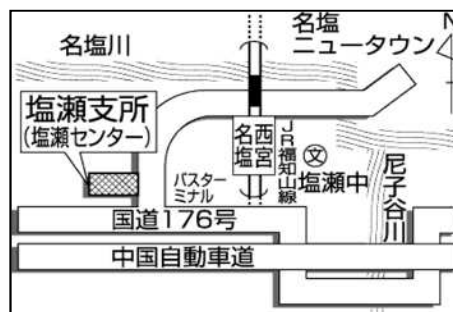 名塩川
名塩
ニュータウン
N
塩瀬支所
(塩瀬センター)
西宮
名塩
JR福知山線
文
塩瀬中
尼子谷川
バスター
ミナル
国道176号
中国自動車道